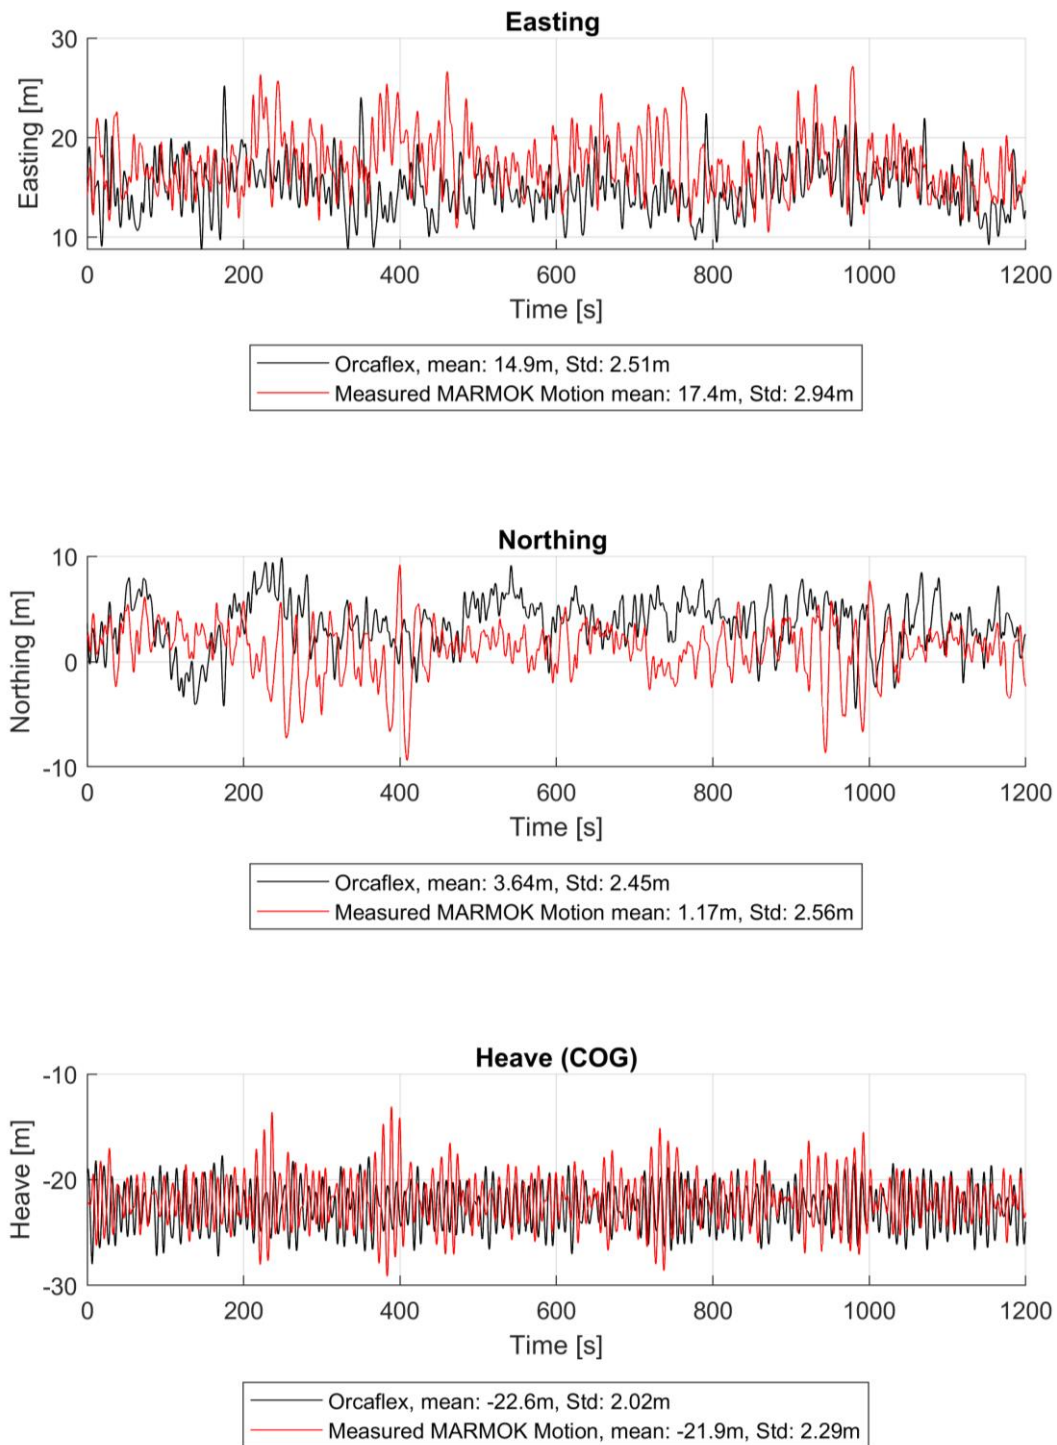 Easting
30
20
10
Easting [m]
0 200 400 600 800 1000 1200
Time [s]
Orcaflex, mean: 14.9m, Std: 2.51m
Measured MARMOK Motion mean: 17.4m, Std: 2.94m
Northing
10
0
-10
Northing [m]
0 200 400 600 800 1000 1200
Time [s]
Orcaflex, mean: 3.64m, Std: 2.45m
Measured MARMOK Motion mean: 1.17m, Std: 2.56m
Heave (COG)
-10
-20
-30
Heave [m]
0 200 400 600 800 1000 1200
Time [s]
Orcaflex, mean: -22.6m, Std: 2.02m
Measured MARMOK Motion, mean: -21.9m, Std: 2.29m